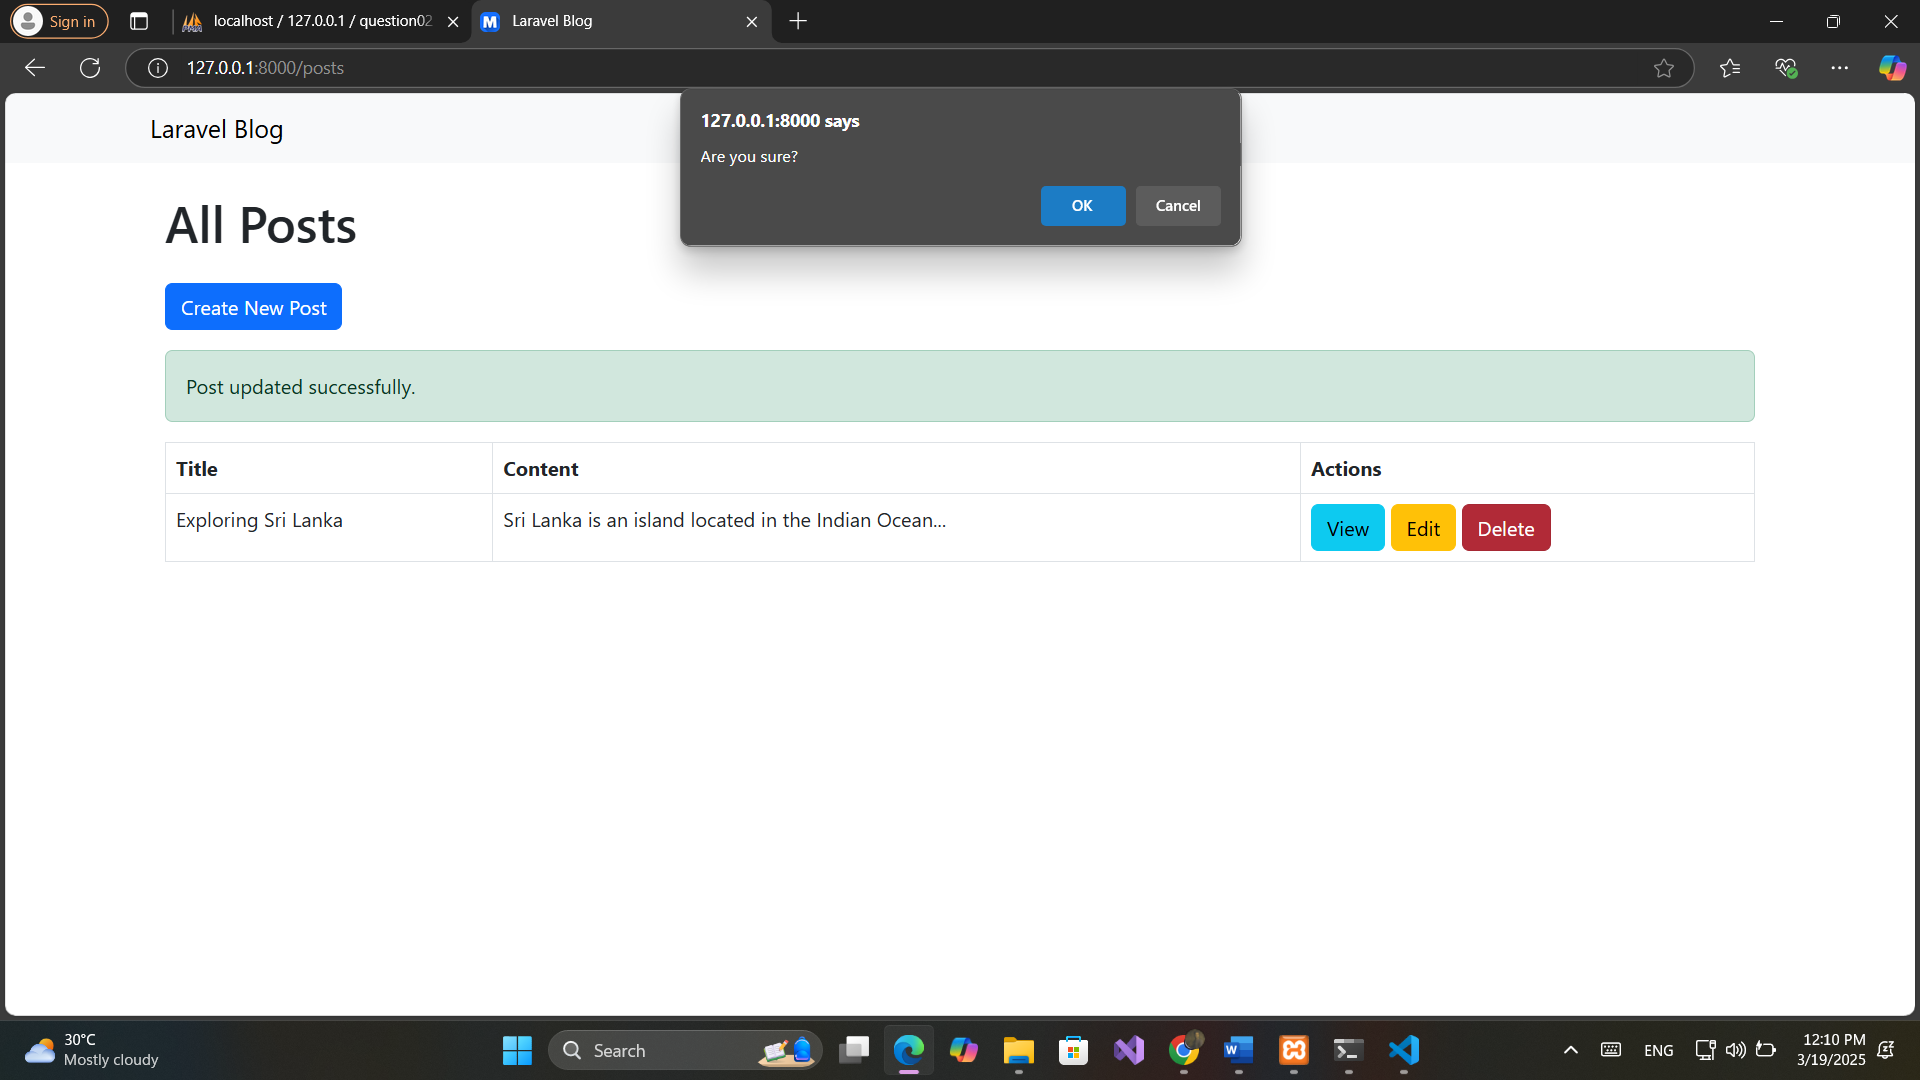 Sign in
localhost / 127.0.0.1 / question02
Laravel Blog
127.0.0.1:8000/posts
Laravel Blog
127.0.0.1:8000 says
Are you sure?
OK
Cancel
All Posts
Create New Post
Post updated successfully.
Title
Content
Actions
Exploring Sri Lanka
Sri Lanka is an island located in the Indian Ocean...
View
Edit
Delete
30°C
Mostly cloudy
Search
ENG
12:10 PM
3/19/2025